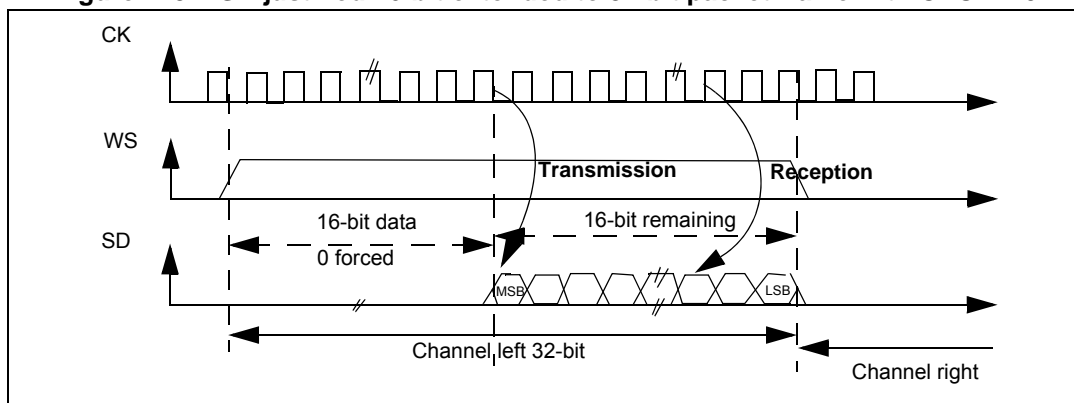 CK
WS
Transmission
Reception
16-bit data
16-bit remaining
SD
0 forced
MSB
LSB
Channel left 32-bit
Channel right